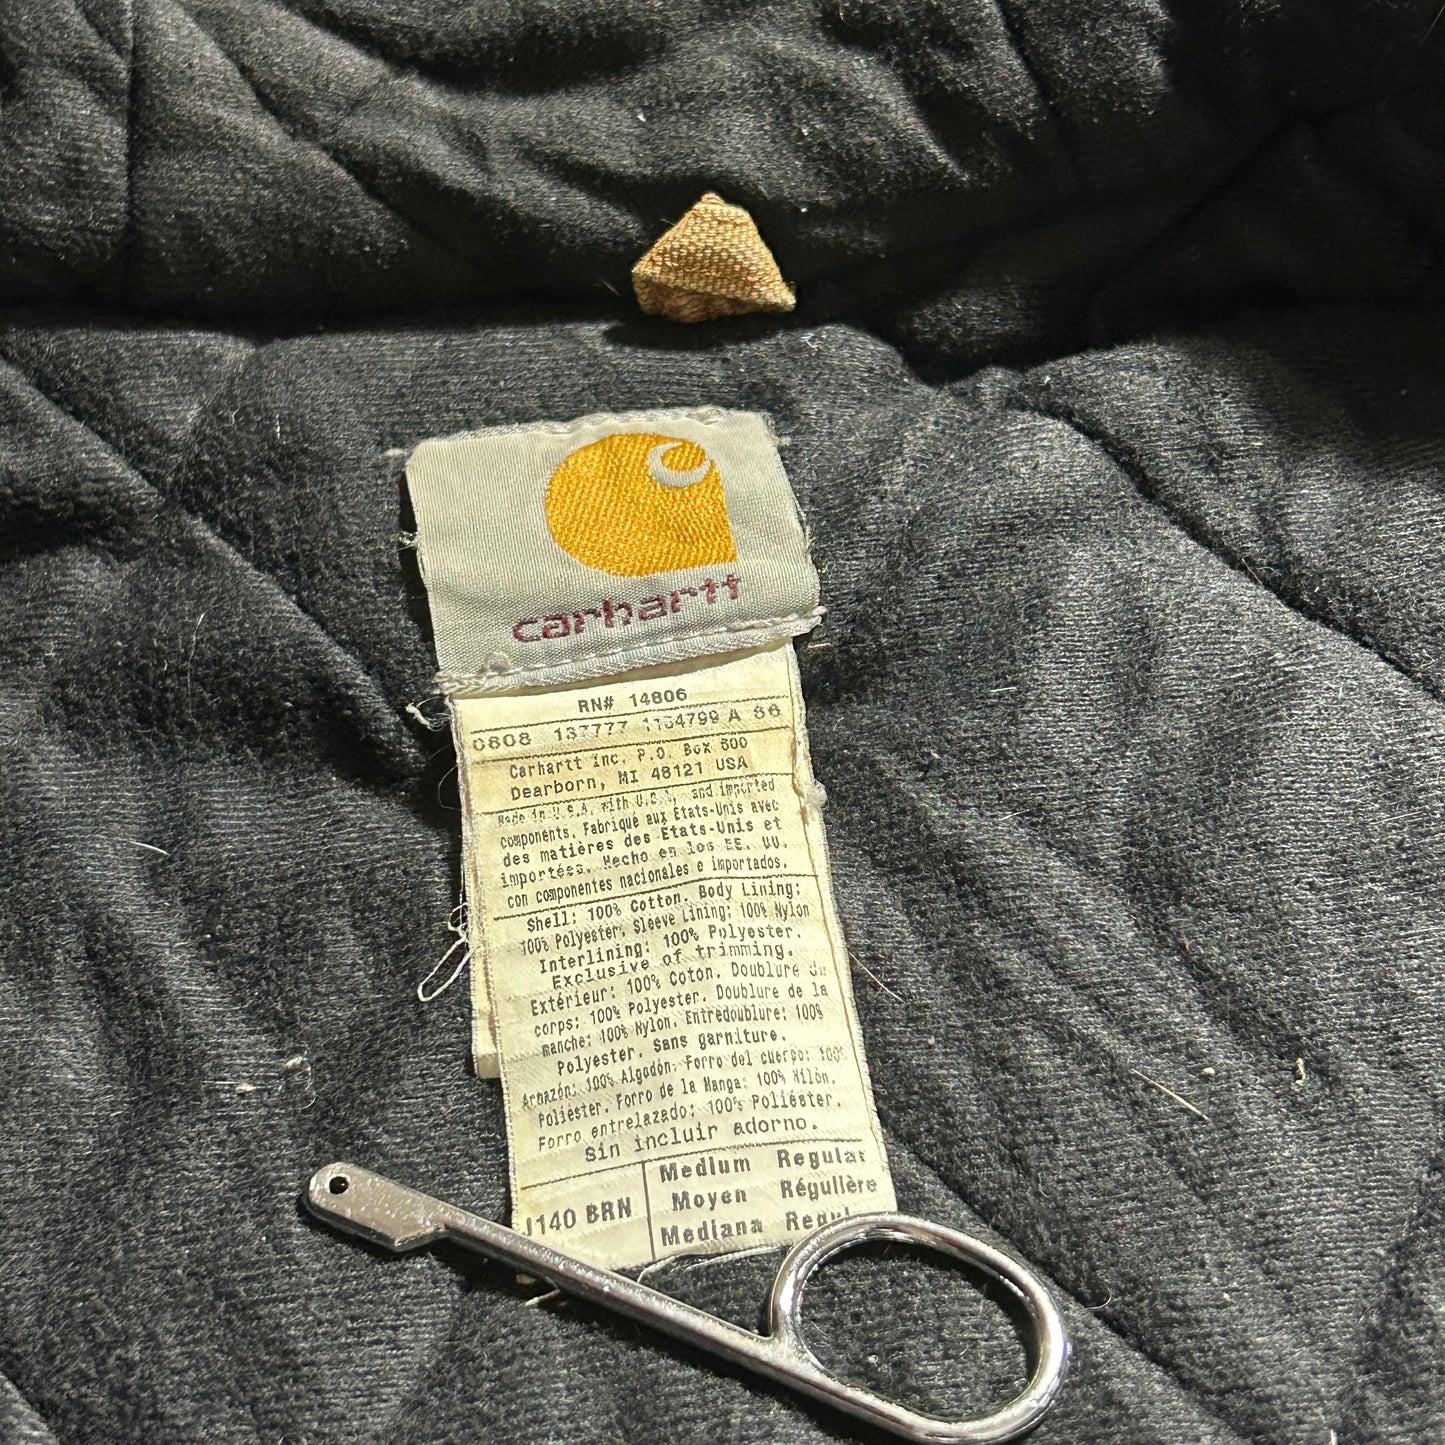 carhartt
RN# 14806
0808 137777 1164799 A 86
Carhartt Inc. P.O. Box 600
Dearborn, MI 48121 USA
Made in U.S.A. with U.S.A. and imported
components. Fabriqué aux États-Unis avec
des matières des États-Unis et
importées. Hecho en los EE. UU.
con componentes nacionales e importados.
Shell: 100% Cotton. Body Lining:
100% Polyester. Sleeve Lining: 100% Nylon
Interlining: 100% Polyester.
Exclusive of trimming.
Extérieur: 100% Coton. Doublure du
corps: 100% Polyester. Doublure de la
manche: 100% Nylon. Entredoublure: 100%
Polyester. Sans garniture.
Armazón: 100% Algodón. Forro del cuerpo: 100%
Poliéster. Forro de la Manga: 100% Nilón.
Forro entrelazado: 100% Poliéster.
Sin incluir adorno.
J140 BRN
Medium Regular
Moyen Régulière
Mediana